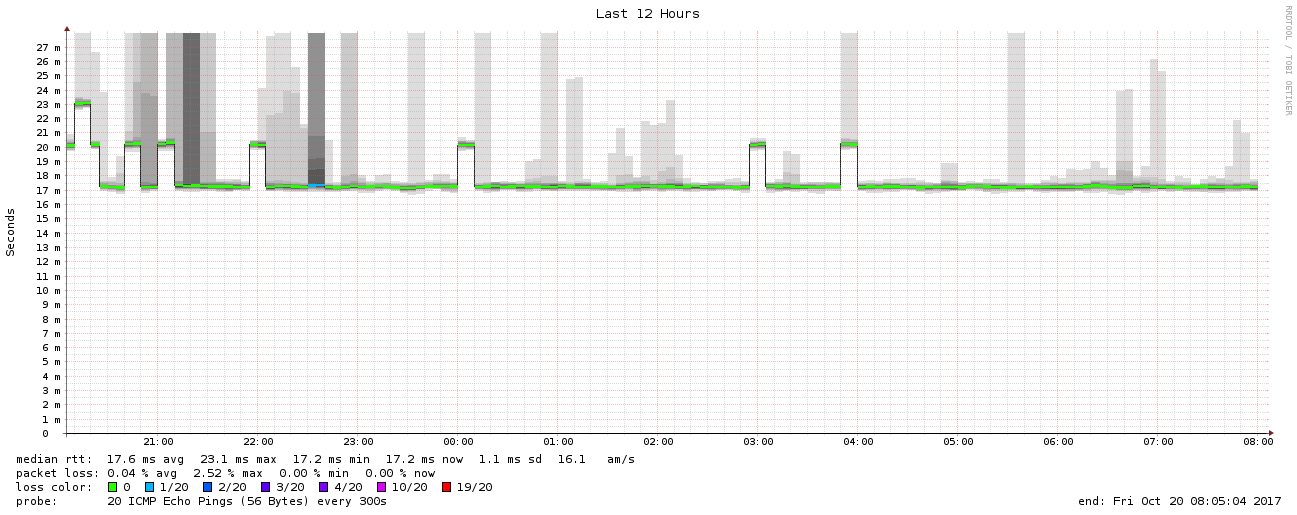 Last 12 Hours
RRDTOOL / TOBI OETIKER
27 m
26 m
25 m
24 m
23 m
22 m
21 m
20 m
19 m
18 m
17 m
16 m
15 m
14 m
13 m
12 m
11 m
10 m
9 m
8 m
7 m
6 m
5 m
4 m
3 m
2 m
1 m
0
Seconds
21:00 22:00 23:00 00:00 01:00 02:00 03:00 04:00 05:00 06:00 07:00 08:00
median rtt: 17.6 ms avg 23.1 ms max 17.2 ms min 17.2 ms now 1.1 ms sd 16.1 am/s
packet loss: 0.04 % avg 2.52 % max 0.00 % min 0.00 % now
loss color: 0 1/20 2/20 3/20 4/20 10/20 19/20
probe: 20 ICMP Echo Pings (56 Bytes) every 300s
end: Fri Oct 20 08:05:04 2017